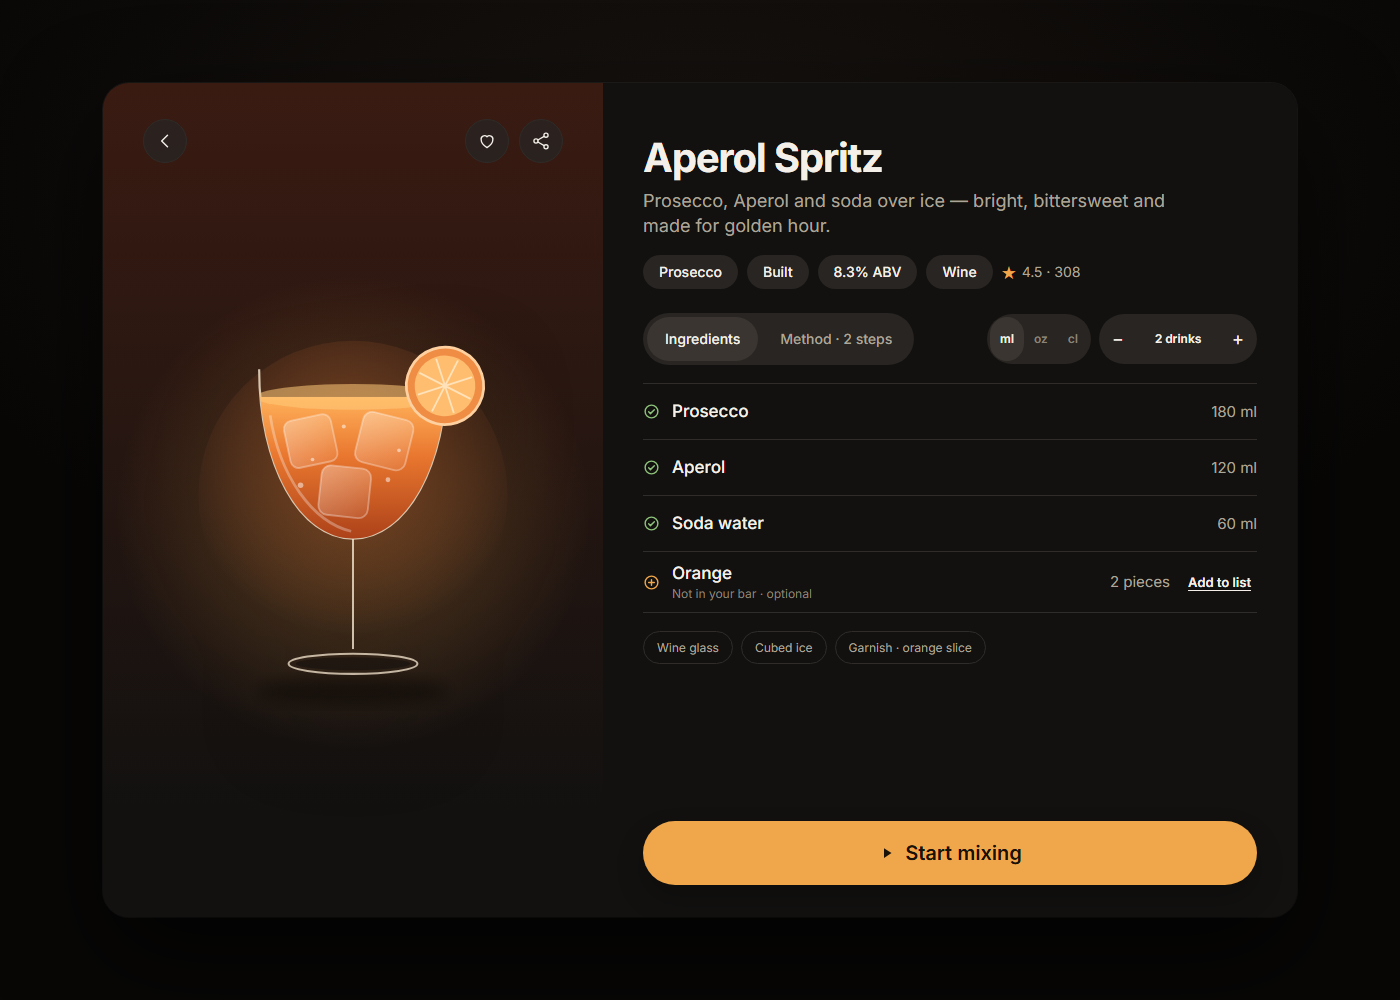 Aperol Spritz
Prosecco, Aperol and soda over ice — bright, bittersweet and
made for golden hour.
Prosecco Built 8.3% ABV Wine ★ 4.5 · 308
Ingredients Method · 2 steps ml oz cl − 2 drinks +
Prosecco 180 ml
Aperol 120 ml
Soda water 60 ml
Orange 2 pieces Add to list
Not in your bar · optional
Wine glass Cubed ice Garnish · orange slice
Start mixing